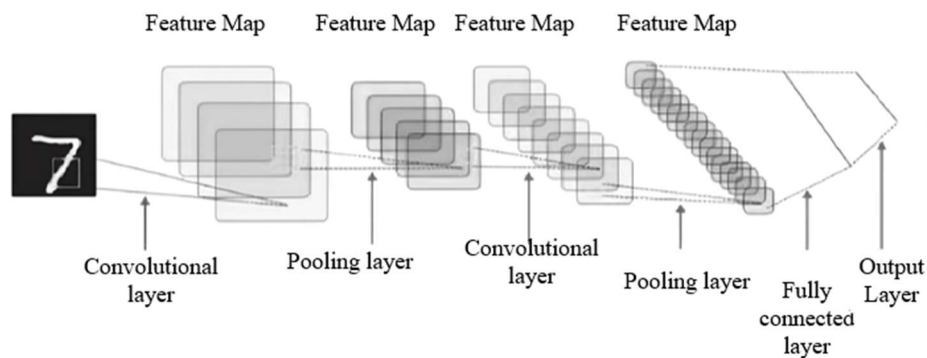 Feature Map
Feature Map
Feature Map
Feature Map
7
Convolutional
layer
Pooling layer
Convolutional
layer
Pooling layer
Fully
connected
layer
Output
Layer